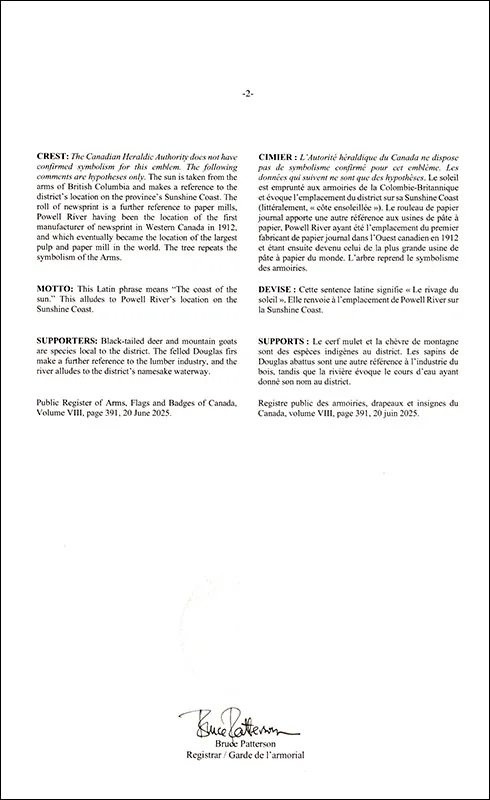 -2-
CREST: The Canadian Heraldic Authority does not have
confirmed symbolism for this emblem. The following
comments are hypotheses only. The sun is taken from the
arms of British Columbia and makes a reference to the
district's location on the province's Sunshine Coast. The
roll of newsprint is a further reference to paper mills,
Powell River having been the location of the first
manufacturer of newsprint in Western Canada in 1912,
and which eventually became the location of the largest
pulp and paper mill in the world. The tree repeats the
symbolism of the Arms.
MOTTO: This Latin phrase means “The coast of the
sun.” This alludes to Powell River's location on the
Sunshine Coast.
SUPPORTERS: Black-tailed deer and mountain goats
are species local to the district. The felled Douglas firs
make a further reference to the lumber industry, and the
river alludes to the district's namesake waterway.
Public Register of Arms, Flags and Badges of Canada,
Volume VIII, page 391, 20 June 2025.
CIMIER : L'Autorité héraldique du Canada ne dispose
pas de symbolisme confirmé pour cet emblème. Les
données qui suivent ne sont que des hypothèses. Le soleil
est emprunté aux armoiries de la Colombie-Britannique
et évoque l'emplacement du district sur sa Sunshine Coast
(littéralement, « côte ensoleillée »). Le rouleau de papier
journal apporte une autre référence aux usines de pâte à
papier, Powell River ayant été l'emplacement du premier
fabricant de papier journal dans l'Ouest canadien en 1912
et étant ensuite devenu celui de la plus grande usine de
pâte à papier du monde. L'arbre reprend le symbolisme
des armoiries.
DEVISE : Cette sentence latine signifie « Le rivage du
soleil ». Elle renvoie à l'emplacement de Powell River sur
la Sunshine Coast.
SUPPORTS : Le cerf mulet et la chèvre de montagne
sont des espèces indigènes au district. Les sapins de
Douglas abattus sont une autre référence à l'industrie du
bois, tandis que la rivière évoque le cours d'eau ayant
donné son nom au district.
Registre public des armoiries, drapeaux et insignes du
Canada, volume VIII, page 391, 20 juin 2025.
Bruce Patterson
Bruce Patterson
Registrar / Garde de l'armorial